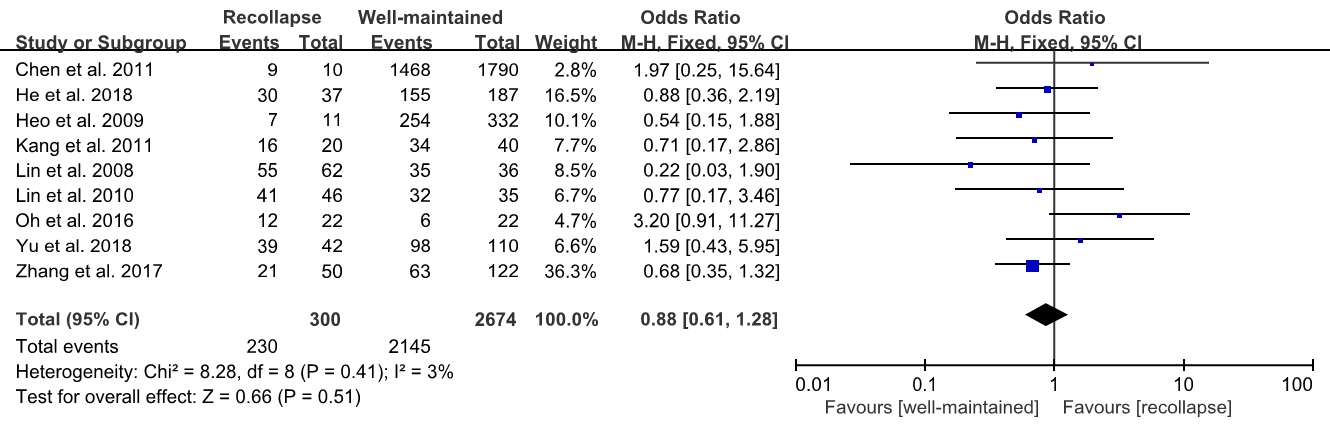 Recollapse Well-maintained Odds Ratio Odds Ratio
Study or Subgroup Events Total Events Total Weight M-H, Fixed, 95% CI M-H, Fixed, 95% CI
Chen et al. 2011 9 10 1468 1790 2.8% 1.97 [0.25, 15.64]
He et al. 2018 30 37 155 187 16.5% 0.88 [0.36, 2.19]
Heo et al. 2009 7 11 254 332 10.1% 0.54 [0.15, 1.88]
Kang et al. 2011 16 20 34 40 7.7% 0.71 [0.17, 2.86]
Lin et al. 2008 55 62 35 36 8.5% 0.22 [0.03, 1.90]
Lin et al. 2010 41 46 32 35 6.7% 0.77 [0.17, 3.46]
Oh et al. 2016 12 22 6 22 4.7% 3.20 [0.91, 11.27]
Yu et al. 2018 39 42 98 110 6.6% 1.59 [0.43, 5.95]
Zhang et al. 2017 21 50 63 122 36.3% 0.68 [0.35, 1.32]
Total (95% CI) 300 2674 100.0% 0.88 [0.61, 1.28]
Total events 230 2145
Heterogeneity: Chi² = 8.28, df = 8 (P = 0.41); I² = 3%
Test for overall effect: Z = 0.66 (P = 0.51)
0.01 0.1 1 10 100
Favours [well-maintained] Favours [recollapse]